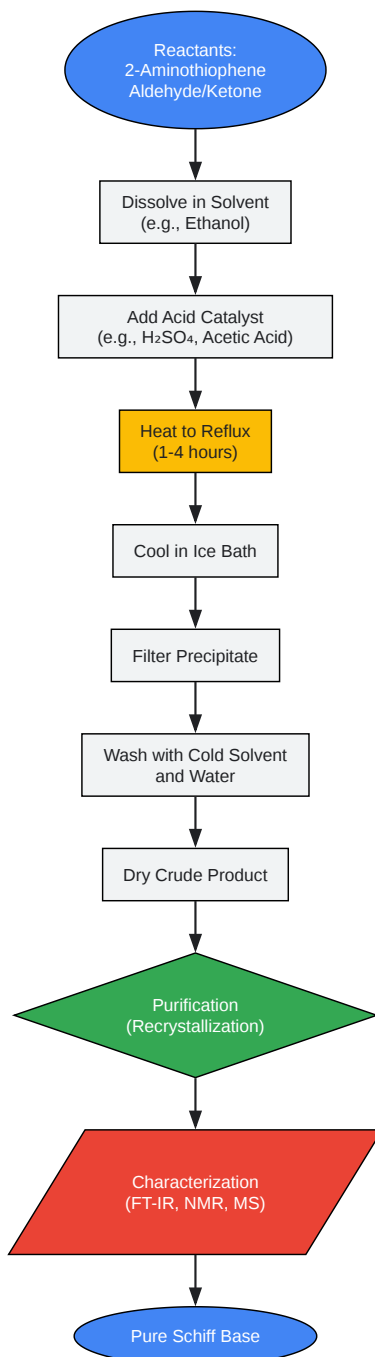 Reactants:
2-Aminothiophene
Aldehyde/Ketone
Dissolve in Solvent
(e.g., Ethanol)
Add Acid Catalyst
(e.g., H₂SO₄, Acetic Acid)
Heat to Reflux
(1-4 hours)
Cool in Ice Bath
Filter Precipitate
Wash with Cold Solvent
and Water
Dry Crude Product
Purification
(Recrystallization)
Characterization
(FT-IR, NMR, MS)
Pure Schiff Base